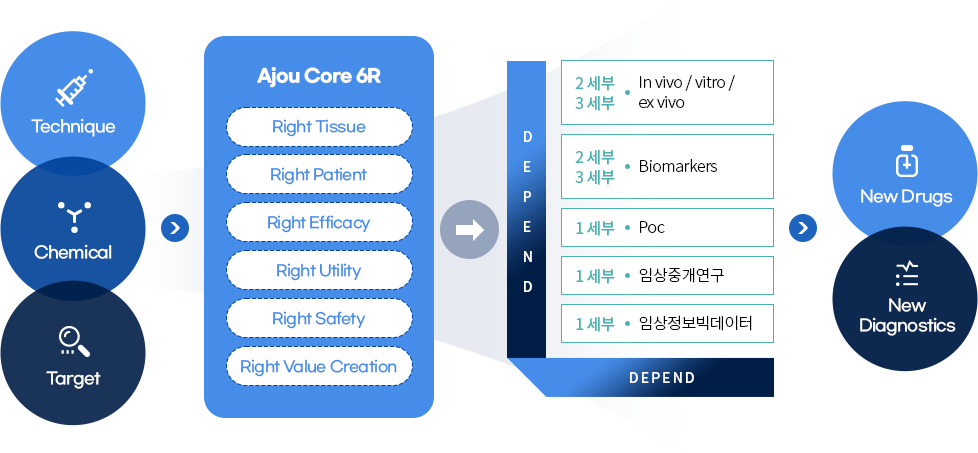 Technique
Chemical
Target
Ajou Core 6R
Right Tissue
Right Patient
Right Efficacy
Right Utility
Right Safety
Right Value Creation
DEPEND
2 세부
3 세부
• In vivo / vitro /
ex vivo
2 세부
3 세부
• Biomarkers
1 세부 • Poc
1 세부 • 임상중개연구
1 세부 • 임상정보빅데이터
DEPEND
New Drugs
New
Diagnostics